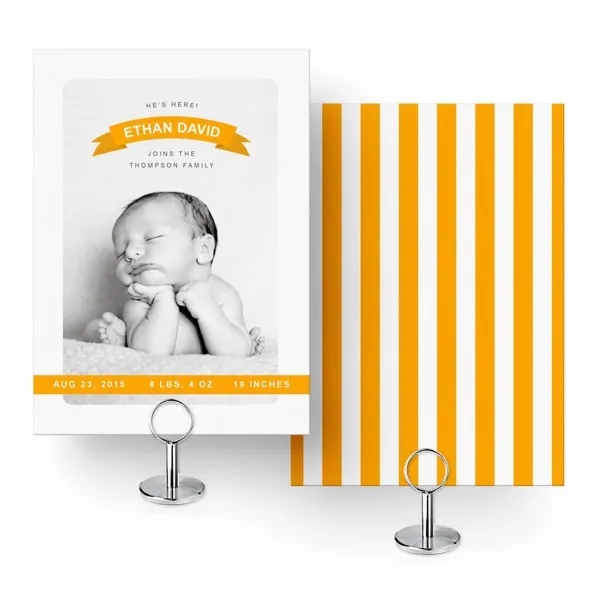 HE'S HERE!
ETHAN DAVID
JOINS THE
THOMPSON FAMILY
AUG 23, 2015 8 LBS, 4 OZ 19 INCHES